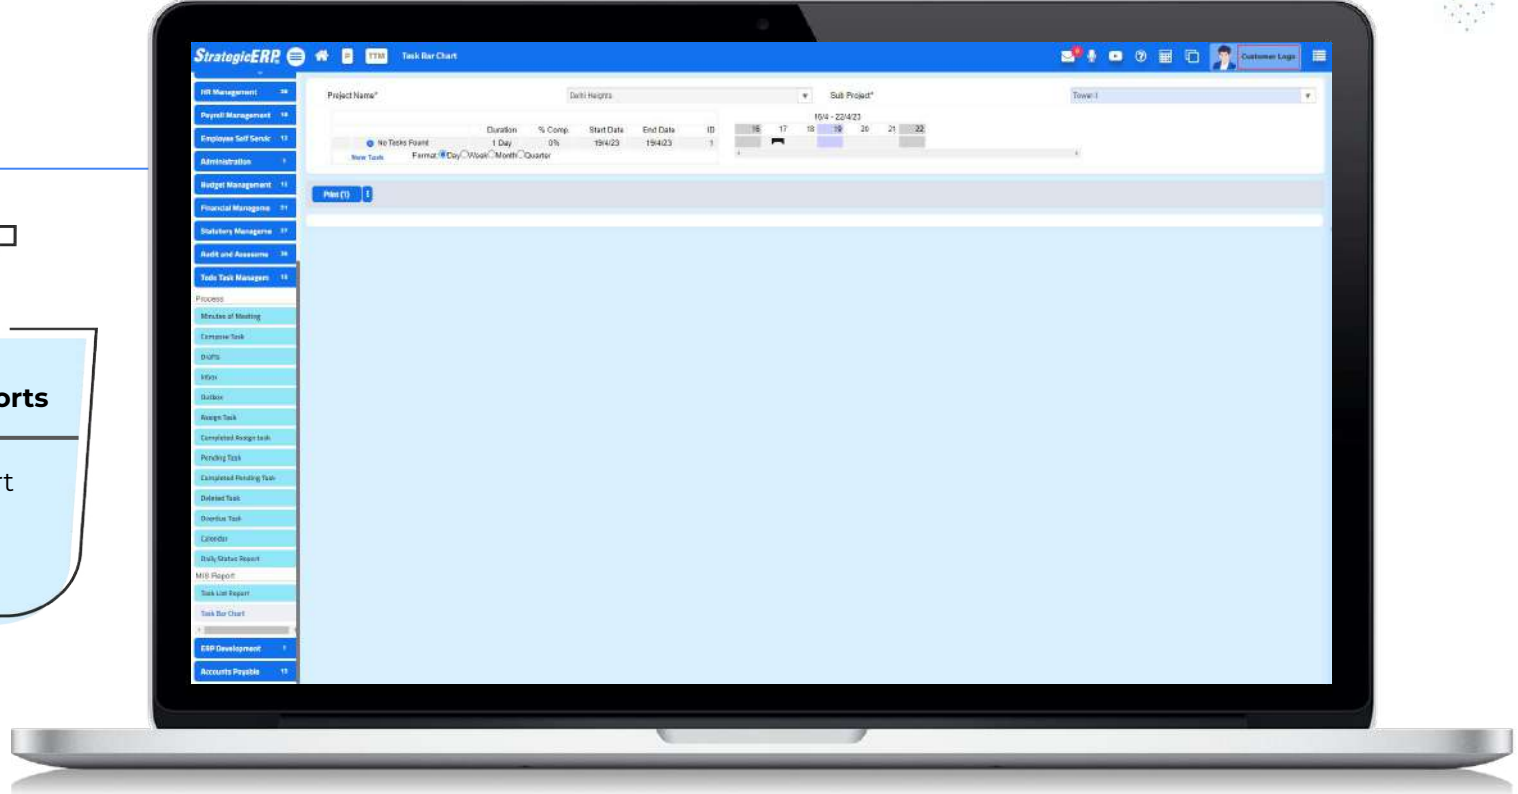 StrategicERP
P
TTM
Task Bar Chart
Customer Logo
HR Management
Payroll Management
Employee Self Servic
Administration
Budget Management
Financial Manageme
Statutory Manageme
Audit and Assessme
Todo Task Managem
Process
Minutes of Meeting
Compose Task
Drafts
Inbox
Outbox
Assign Task
Completed Assign task
Pending Task
Completed Pending Task
Deleted Task
Overdue Task
Calendar
Daily Status Report
MIS Report
Task List Report
Task Bar Chart
ERP Development
Accounts Payable
Project Name*
Delhi Heights
Sub Project*
16/4 - 22/4/23
Duration % Comp. Start Date End Date ID 16 17 18 19 20 21 22
No Tasks Found 1 Day 0% 19/4/23 19/4/23 1
New Task Format: Day Week Month Quarter
Print (1)
orts
rt